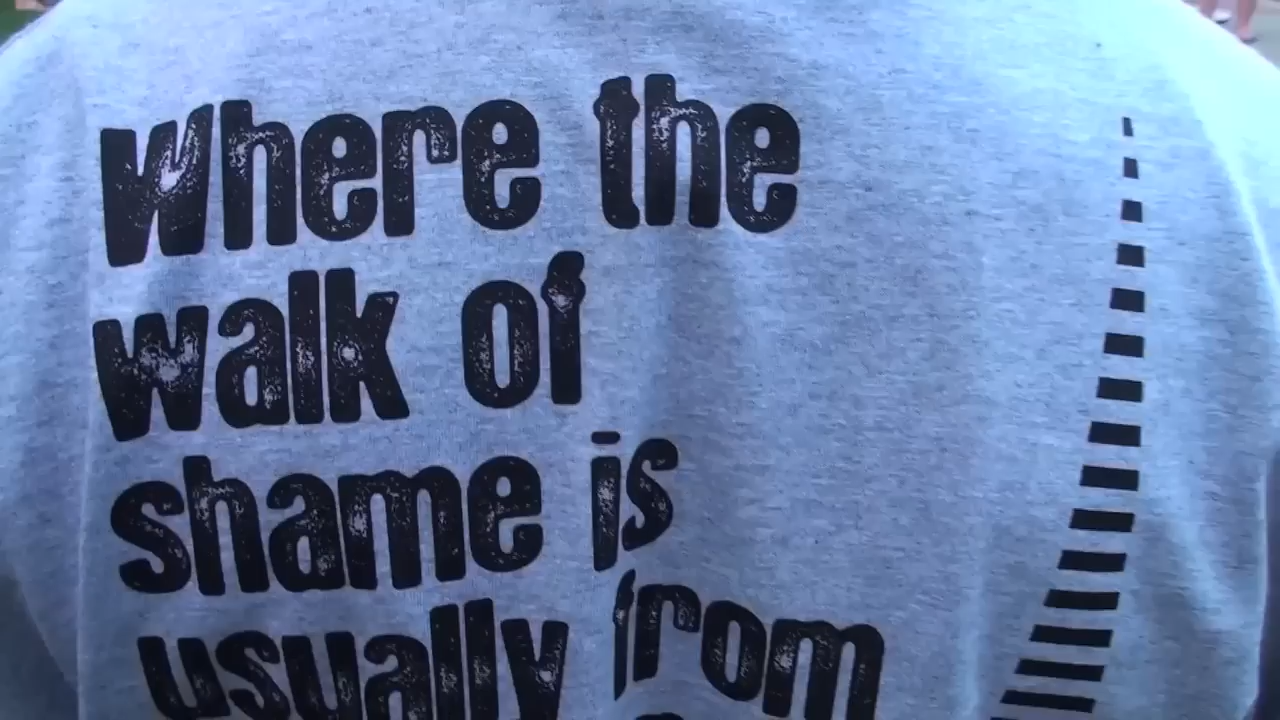 Where the
walk of
shame is
usually from